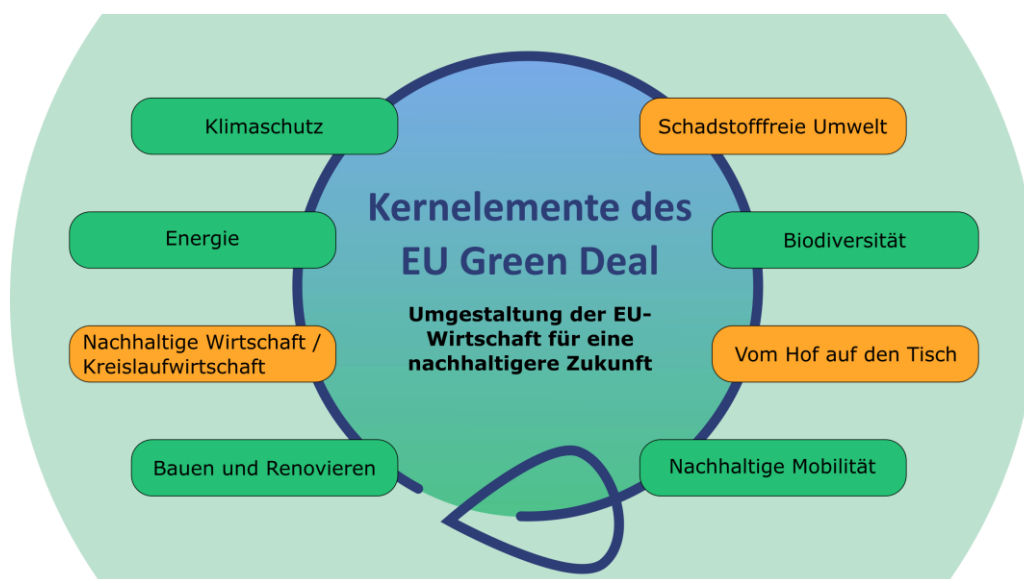 Klimaschutz
Schadstofffreie Umwelt
Kernelemente des
EU Green Deal
Energie
Biodiversität
Umgestaltung der EU-
Wirtschaft für eine
nachhaltigere Zukunft
Nachhaltige Wirtschaft /
Kreislaufwirtschaft
Vom Hof auf den Tisch
Bauen und Renovieren
Nachhaltige Mobilität